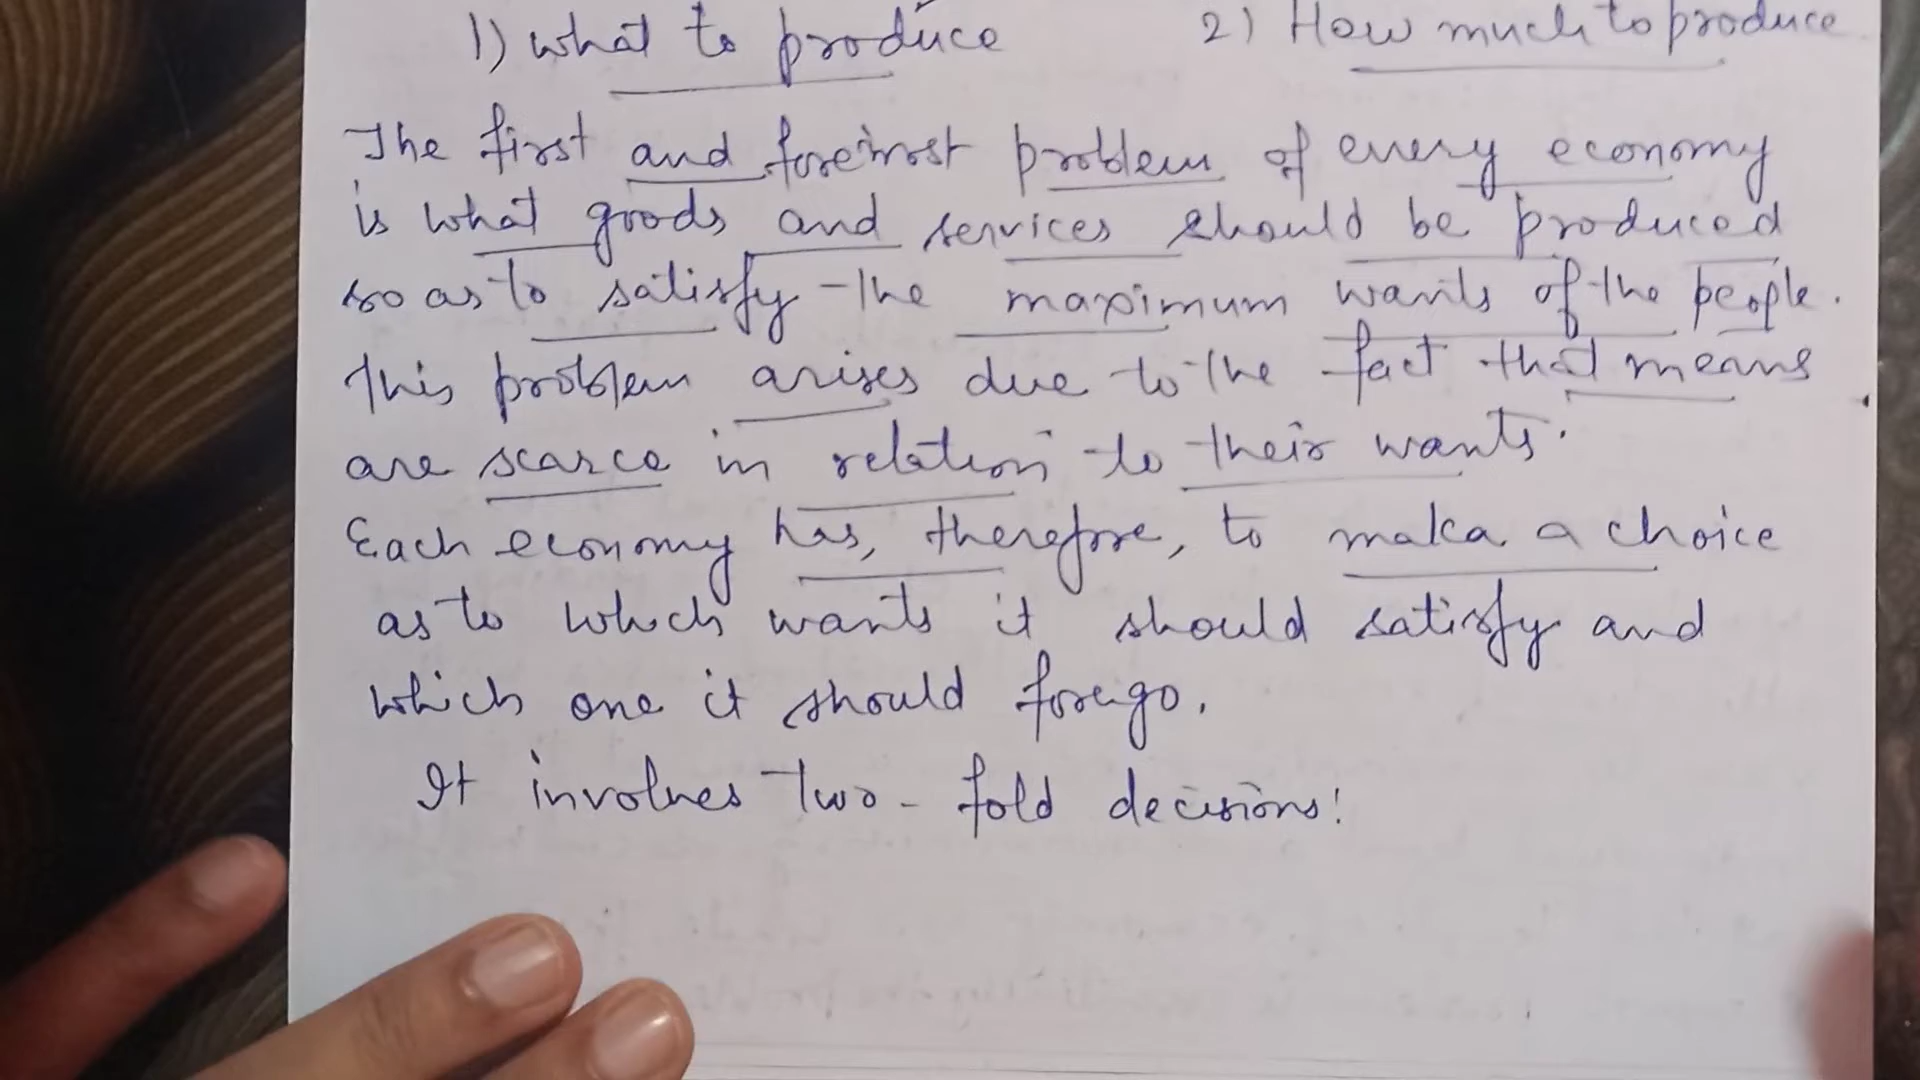 1) what to produce 2) How much to produce
The first and foremost problem of every economy
is what goods and services should be produced
so as to satisfy the maximum wants of the people.
This problem arises due to the fact that means
are scarce in relation to their wants.
Each economy has, therefore, to make a choice
as to which wants it should satisfy and
which one it should forego.
It involves two-fold decisions: